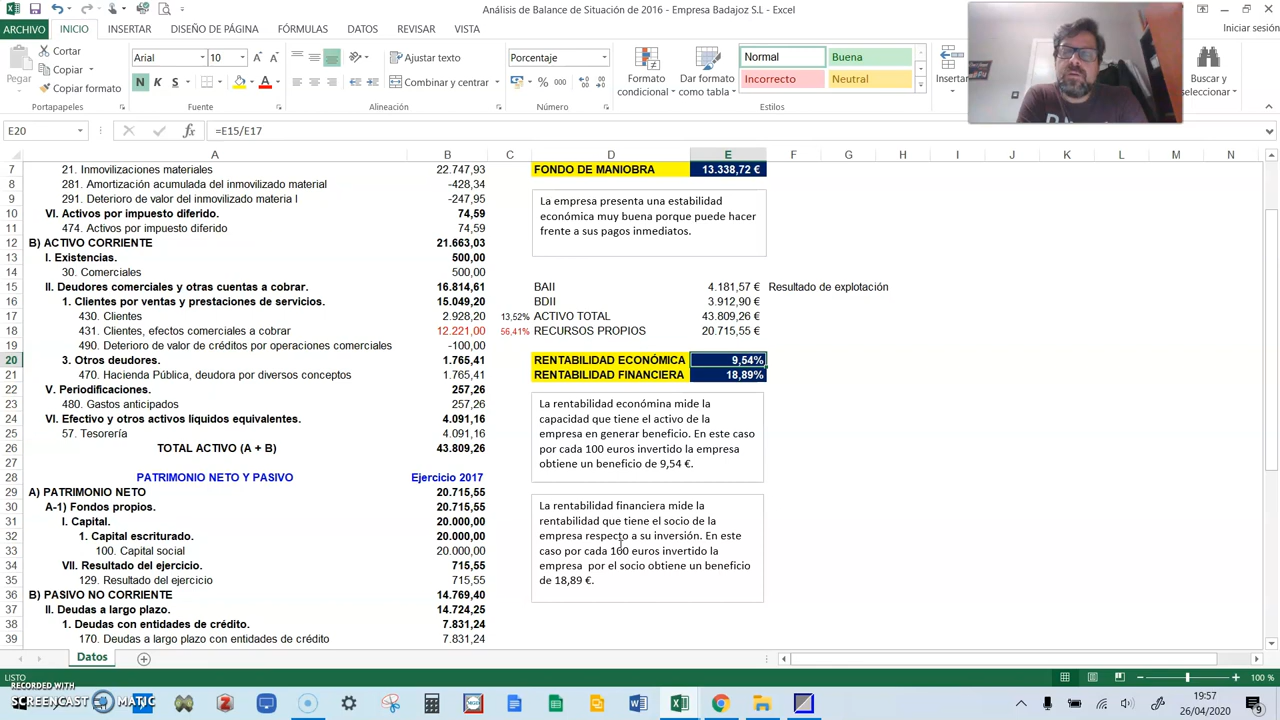 Análisis de Balance de Situación de 2016 - Empresa Badajoz S.L - Excel
ARCHIVO INICIO INSERTAR DISEÑO DE PÁGINA FÓRMULAS DATOS REVISAR VISTA Iniciar sesión
Pegar
Cortar
Copiar
Copiar formato
Arial 10
N K S
Ajustar texto
Combinar y centrar
Porcentaje
% 000
Formato condicional
Dar formato como tabla
Normal Buena
Incorrecto Neutral
Insertar
Buscar y seleccionar
Portapapeles Fuente Alineación Número Estilos
E20 fx =E15/E17
A B C D E F G H I J K L M N
7 21. Inmovilizaciones materiales 22.747,93 FONDO DE MANIOBRA 13.338,72 €
8 281. Amortización acumulada del inmovilizado material -428,34
9 291. Deterioro de valor del inmovilizado materia l -247,95
10 VI. Activos por impuesto diferido. 74,59
11 474. Activos por impuesto diferido 74,59
12 B) ACTIVO CORRIENTE 21.663,03
13 I. Existencias. 500,00
14 30. Comerciales 500,00
La empresa presenta una estabilidad
económica muy buena porque puede hacer
frente a sus pagos inmediatos.
15 II. Deudores comerciales y otras cuentas a cobrar. 16.814,61 BAII 4.181,57 € Resultado de explotación
16 1. Clientes por ventas y prestaciones de servicios. 15.049,20 BDII 3.912,90 €
17 430. Clientes 2.928,20 13,52% ACTIVO TOTAL 43.809,26 €
18 431. Clientes, efectos comerciales a cobrar 12.221,00 56,41% RECURSOS PROPIOS 20.715,55 €
19 490. Deterioro de valor de créditos por operaciones comerciales -100,00
20 3. Otros deudores. 1.765,41 RENTABILIDAD ECONÓMICA 9,54%
21 470. Hacienda Pública, deudora por diversos conceptos 1.765,41 RENTABILIDAD FINANCIERA 18,89%
22 V. Periodificaciones. 257,26
23 480. Gastos anticipados 257,26
24 VI. Efectivo y otros activos líquidos equivalentes. 4.091,16
25 57. Tesorería 4.091,16
26 TOTAL ACTIVO (A + B) 43.809,26
27
La rentabilidad económina mide la
capacidad que tiene el activo de la
empresa en generar beneficio. En este caso
por cada 100 euros invertido la empresa
obtiene un beneficio de 9,54 €.
28 PATRIMONIO NETO Y PASIVO Ejercicio 2017
29 A) PATRIMONIO NETO 20.715,55
30 A-1) Fondos propios. 20.715,55
31 I. Capital. 20.000,00
32 1. Capital escriturado. 20.000,00
33 100. Capital social 20.000,00
34 VII. Resultado del ejercicio. 715,55
35 129. Resultado del ejercicio 715,55
36 B) PASIVO NO CORRIENTE 14.769,40
37 II. Deudas a largo plazo. 14.724,25
38 1. Deudas con entidades de crédito. 7.831,24
39 170. Deudas a largo plazo con entidades de crédito 7.831,24
La rentabilidad financiera mide la
rentabilidad que tiene el socio de la
empresa respecto a su inversión. En este
caso por cada 100 euros invertido la
empresa por el socio obtiene un beneficio
de 18,89 €.
Datos
LISTO 100 %
RECORDED WITH
SCREENCAST MATIC
19:57
26/04/2020
9